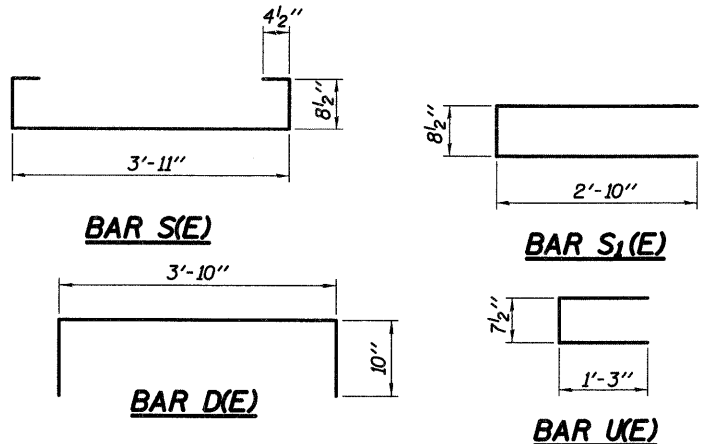 4½"
8½"
3'-11"
BAR S(E)
8½"
2'-10"
BAR S1(E)
3'-10"
10"
BAR D(E)
7½"
1'-3"
BAR U(E)